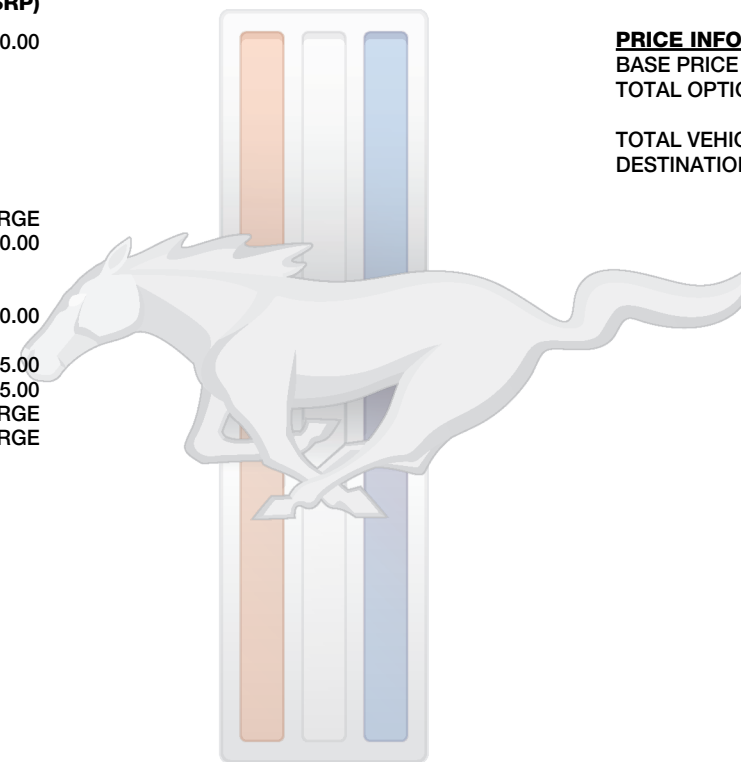 SRP)
0.00
RGE
0.00
0.00
5.00
5.00
RGE
RGE
PRICE INFO
BASE PRICE
TOTAL OPTIO
TOTAL VEHIC
DESTINATION